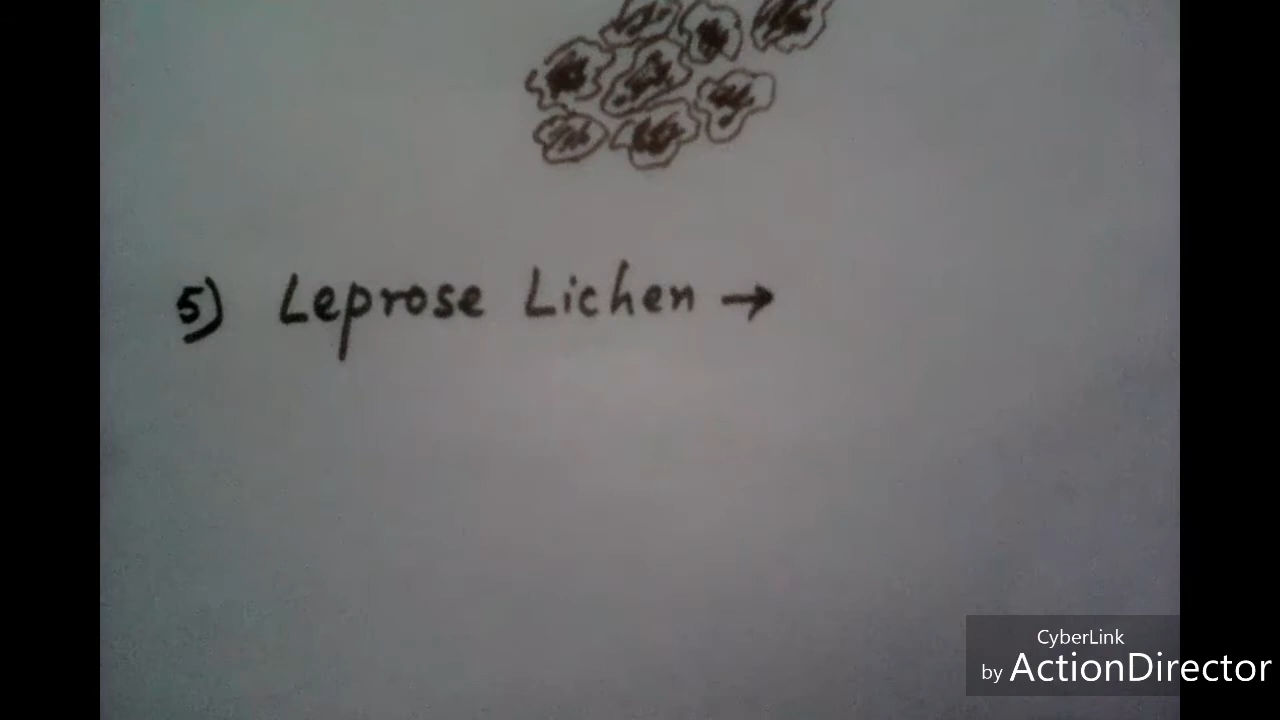 5) Leprose Lichen →
CyberLink
by ActionDirector